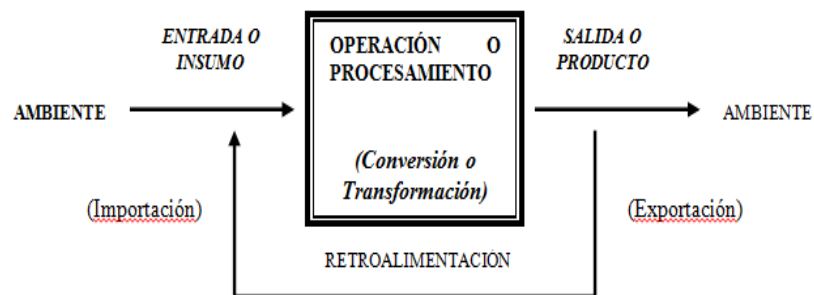 ENTRADA O
INSUMO
OPERACIÓN O
PROCESAMIENTO
SALIDA O
PRODUCTO
AMBIENTE
AMBIENTE
(Conversión o
Transformación)
(Importación)
(Exportación)
RETROALIMENTACIÓN